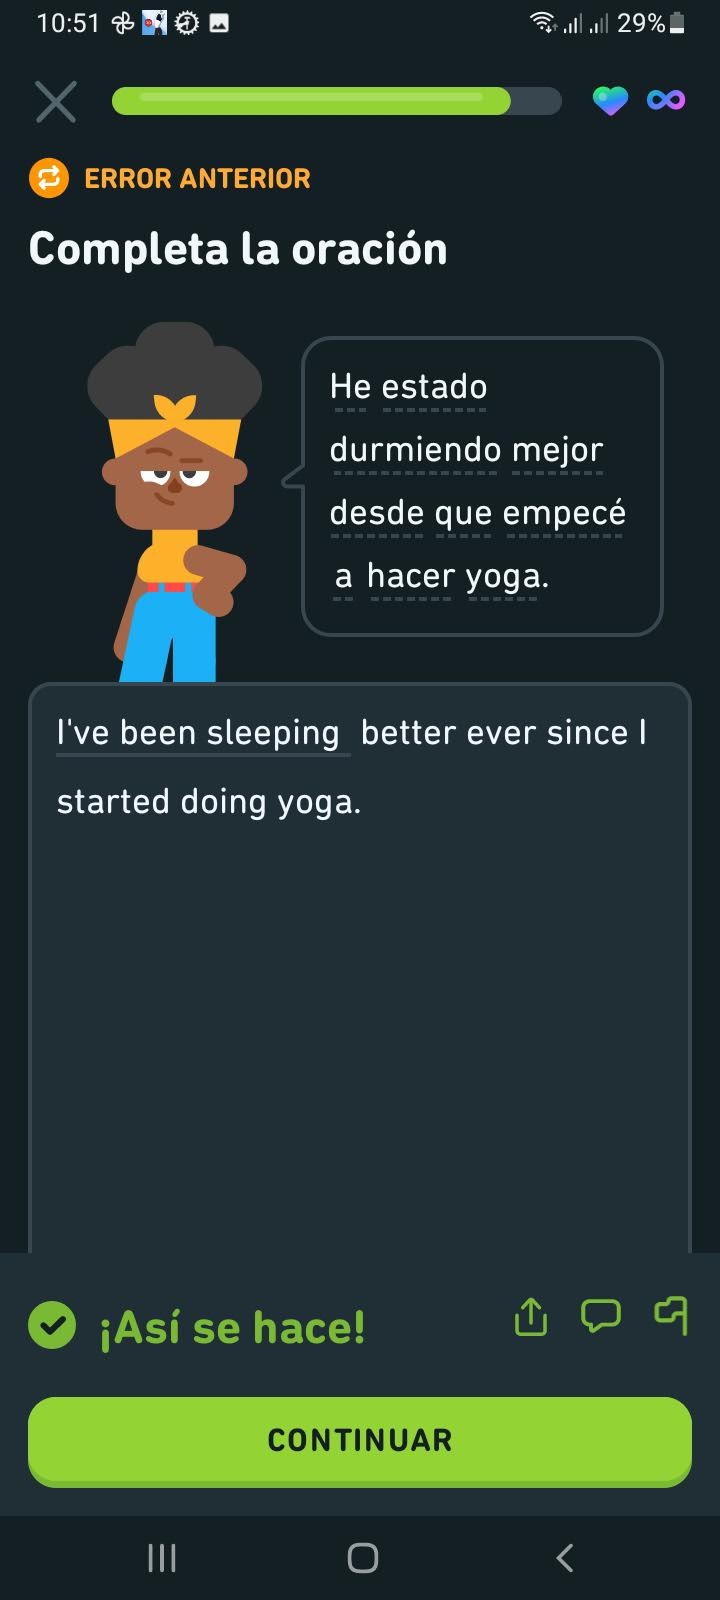 10:51 29%
ERROR ANTERIOR
Completa la oración
He estado
durmiendo mejor
desde que empecé
a hacer yoga.
I've been sleeping better ever since I
started doing yoga.
¡Así se hace!
CONTINUAR